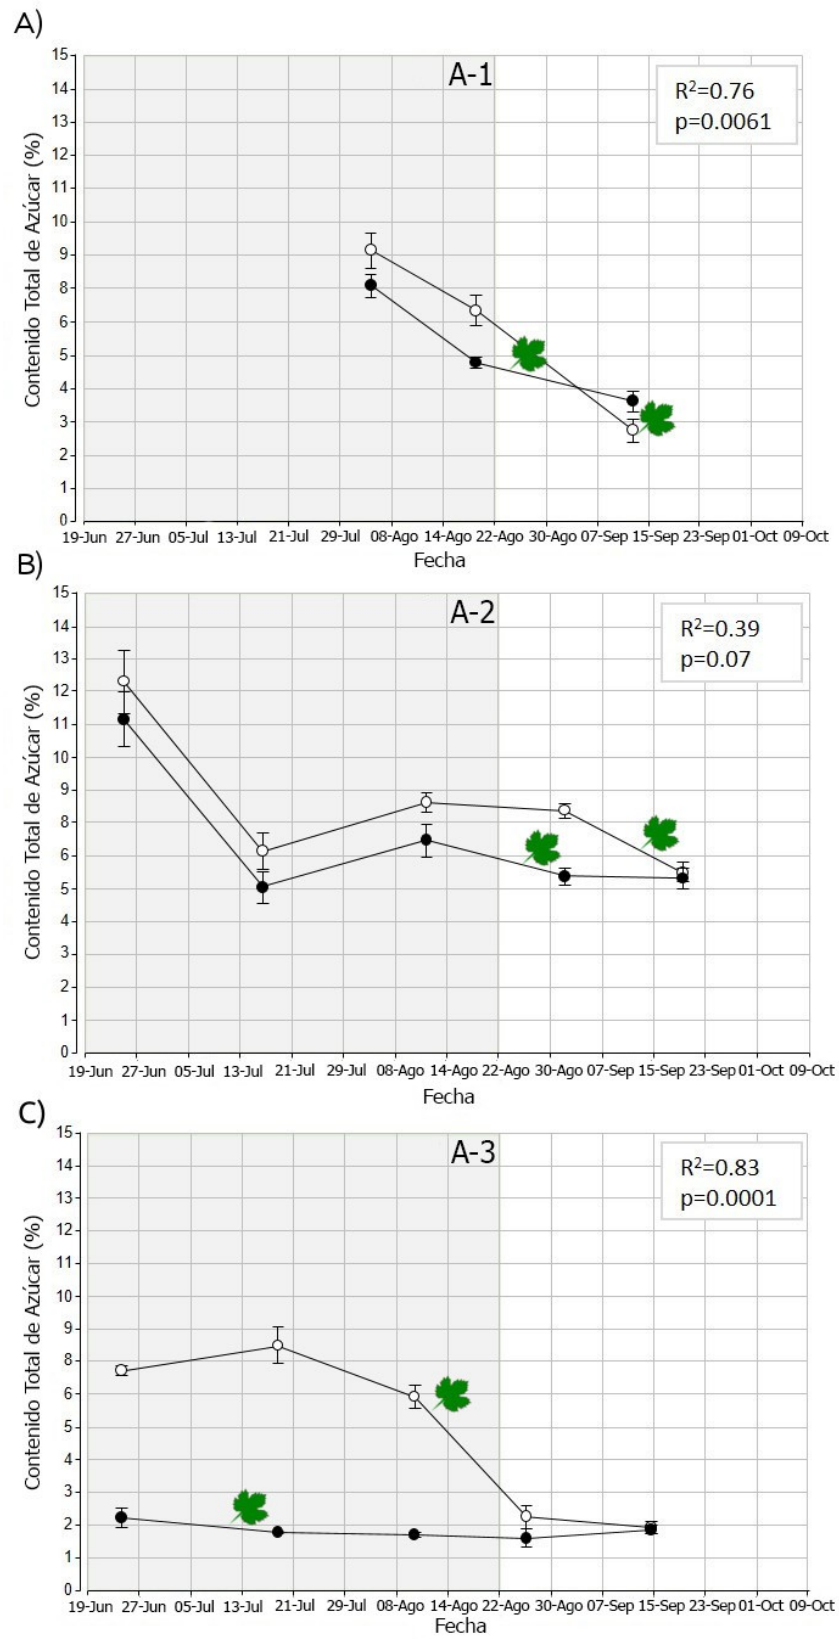 A)
A-1
R²=0.76
p=0.0061
Contenido Total de Azúcar (%)
15
14
13
12
11
10
9
8
7
6
5
4
3
2
1
0
19-Jun 27-Jun 05-Jul 13-Jul 21-Jul 29-Jul 08-Ago 14-Ago 22-Ago 30-Ago 07-Sep 15-Sep 23-Sep 01-Oct 09-Oct
Fecha
B)
A-2
R²=0.39
p=0.07
Contenido Total de Azúcar (%)
15
14
13
12
11
10
9
8
7
6
5
4
3
2
1
0
19-Jun 27-Jun 05-Jul 13-Jul 21-Jul 29-Jul 08-Ago 14-Ago 22-Ago 30-Ago 07-Sep 15-Sep 23-Sep 01-Oct 09-Oct
Fecha
C)
A-3
R²=0.83
p=0.0001
Contenido Total de Azúcar (%)
15
14
13
12
11
10
9
8
7
6
5
4
3
2
1
0
19-Jun 27-Jun 05-Jul 13-Jul 21-Jul 29-Jul 08-Ago 14-Ago 22-Ago 30-Ago 07-Sep 15-Sep 23-Sep 01-Oct 09-Oct
Fecha